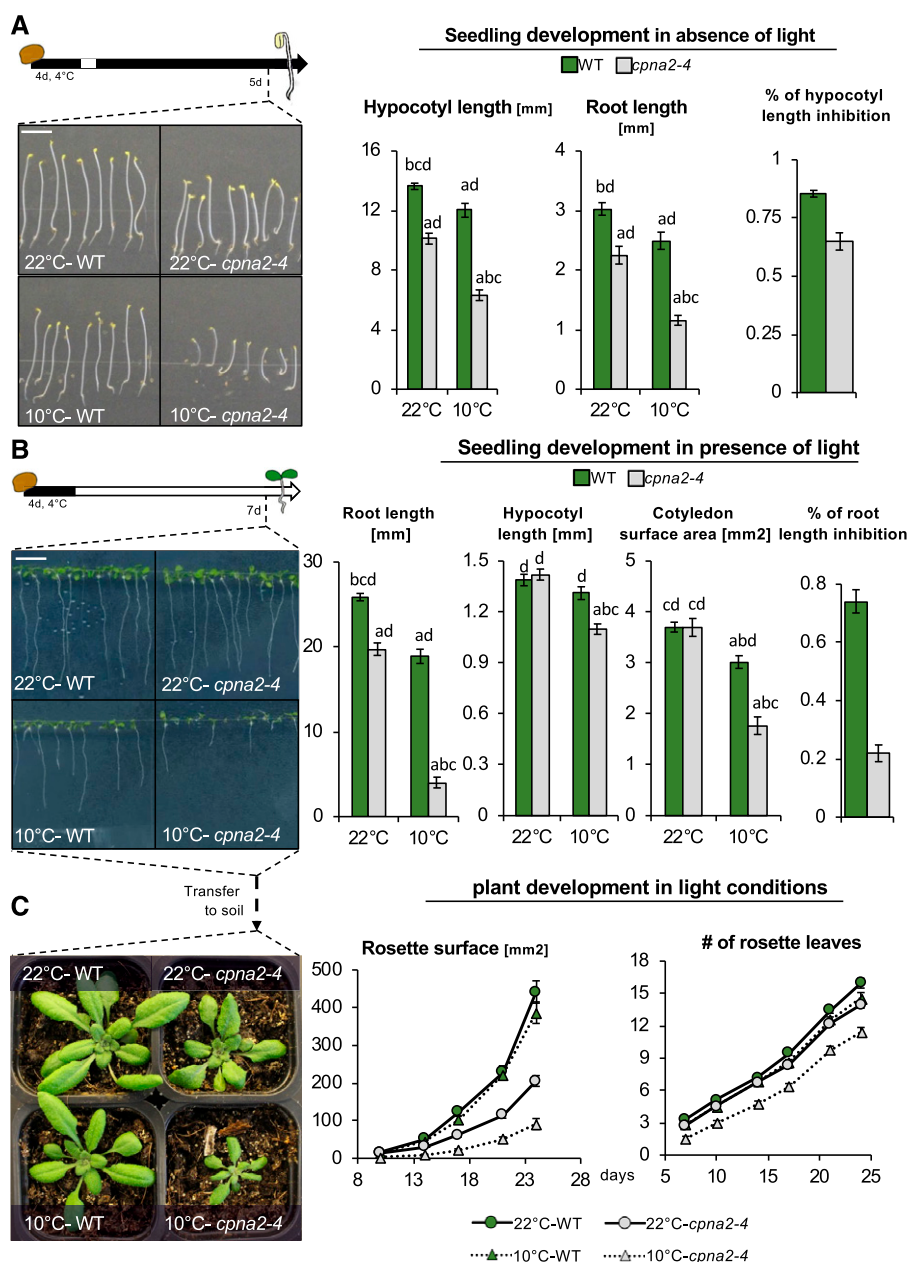 A
4d, 4°C
5d
22°C- WT
22°C- cpna2-4
10°C- WT
10°C- cpna2-4
Seedling development in absence of light
WT cpna2-4
Hypocotyl length [mm]
16
12
8
4
0
bcd
ad
ad
abc
22°C 10°C
Root length
[mm]
4
3
2
1
0
bd
ad
ad
abc
22°C 10°C
% of hypocotyl
length inhibition
1
0.75
0.5
0.25
0
B
4d, 4°C
7d
22°C- WT
22°C- cpna2-4
10°C- WT
10°C- cpna2-4
Seedling development in presence of light
WT cpna2-4
Root length
[mm]
30
20
10
0
bcd
ad
ad
abc
22°C 10°C
Hypocotyl
length [mm]
1.5
1.2
0.9
0.6
0.3
0
d d
d
abc
22°C 10°C
Cotyledon
surface area [mm2]
5
4
3
2
1
0
cd cd
abd
abc
22°C 10°C
% of root
length inhibition
0.8
0.6
0.4
0.2
0
Transfer
to soil
C
22°C- WT
22°C- cpna2-4
10°C- WT
10°C- cpna2-4
plant development in light conditions
Rosette surface [mm2]
500
400
300
200
100
0
8 13 18 23 28
days
# of rosette leaves
18
15
12
9
6
3
0
5 10 15 20 25
22°C-WT 22°C-cpna2-4
10°C-WT 10°C-cpna2-4